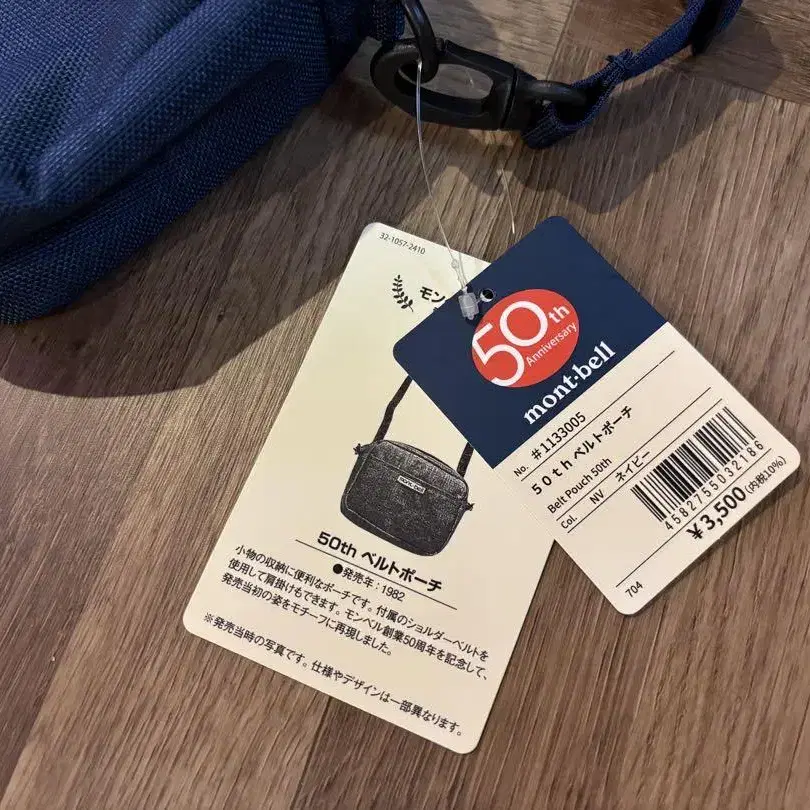 32-1057-2410
モン
50th
Anniversary
mont-bell
No. #1133005
50th ベルトポーチ
Belt Pouch 50th
Col. NV ネイビー
4582755032186
¥3,500(内税10%)
704
mont-bell
50th ベルトポーチ
●発売年：1982
小物の収納に便利なポーチです。付属のショルダーベルトを
使用して肩掛けもできます。モンベル創業50周年を記念して、
発売当初の姿をモチーフに再現しました。
※発売当時の写真です。仕様やデザインは一部異なります。